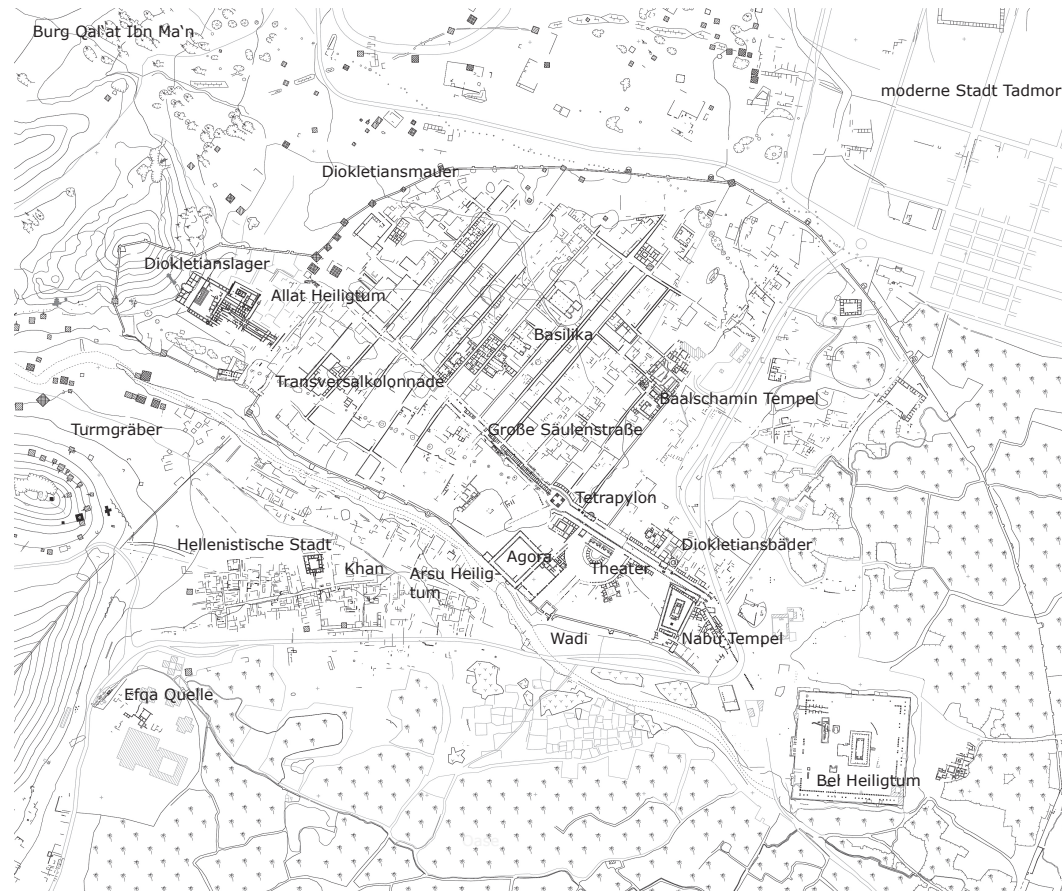 Burg Qal'at Ibn Ma'n
moderne Stadt Tadmor
Diokletiansmauer
Diokletianslager
Allat Heiligtum
Basilika
Transversalkolonnade
Baalschamin Tempel
Turmgräber
Große Säulenstraße
Tetrapylon
Hellenistische Stadt
Khan
Arsu Heilig-
tum
Agora
Theater
Diokletiansbäder
Wadi
Nabu Tempel
Efqa Quelle
Bel Heiligtum
Oase